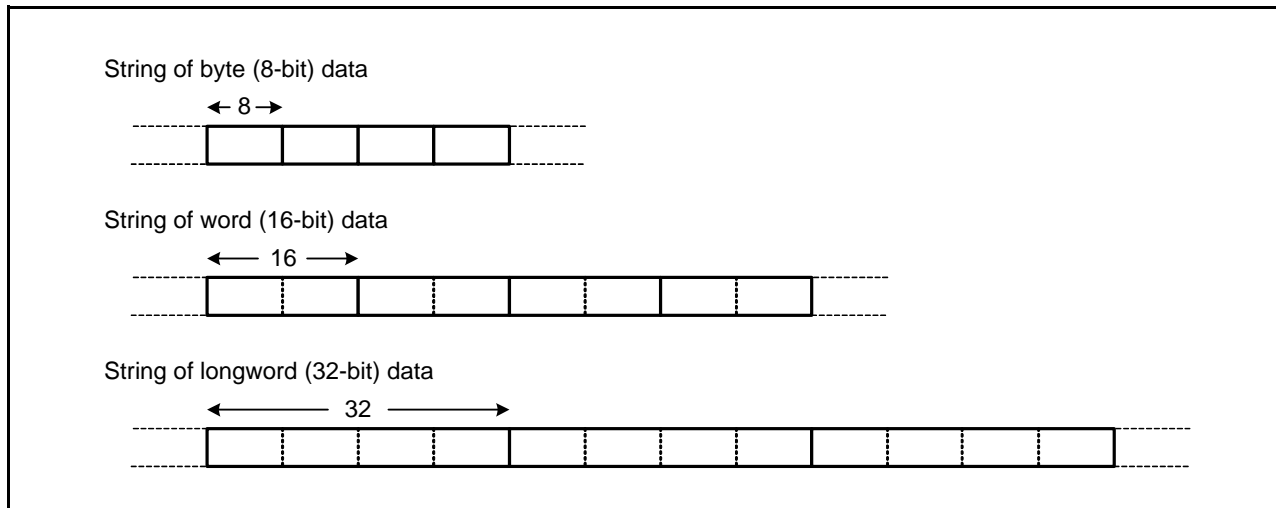 String of byte (8-bit) data
8
String of word (16-bit) data
16
String of longword (32-bit) data
32